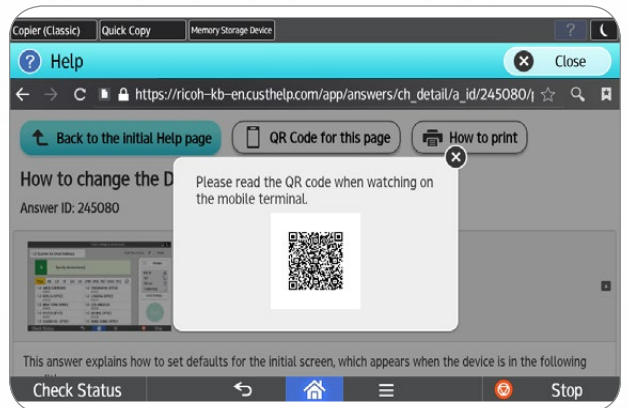 Copier (Classic) Quick Copy Memory Storage Device ?
? Help Close
https://ricoh-kb-en.custhelp.com/app/answers/ch_detail/a_id/245080/
Back to the initial Help page QR Code for this page How to print
How to change the D
Answer ID: 245080
Please read the QR code when watching on
the mobile terminal.
This answer explains how to set defaults for the initial screen, which appears when the device is in the following
Check Status Stop